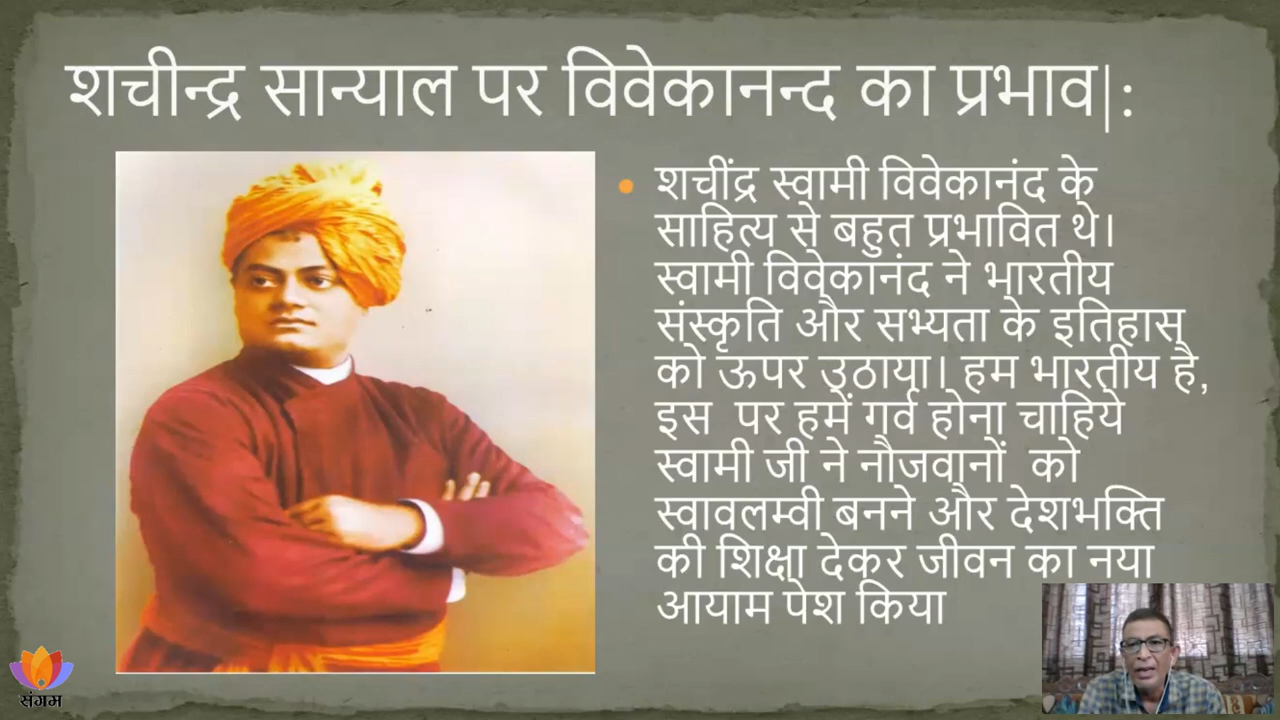 शचीन्द्र सान्याल पर विवेकानन्द का प्रभाव|:
शचींद्र स्वामी विवेकानंद के
साहित्य से बहुत प्रभावित थे।
स्वामी विवेकानंद ने भारतीय
संस्कृति और सभ्यता के इतिहास
को ऊपर उठाया। हम भारतीय है,
इस पर हमें गर्व होना चाहिये
स्वामी जी ने नौजवानों को
स्वावलम्वी बनने और देशभक्ति
की शिक्षा देकर जीवन का नया
आयाम पेश किया
संगम